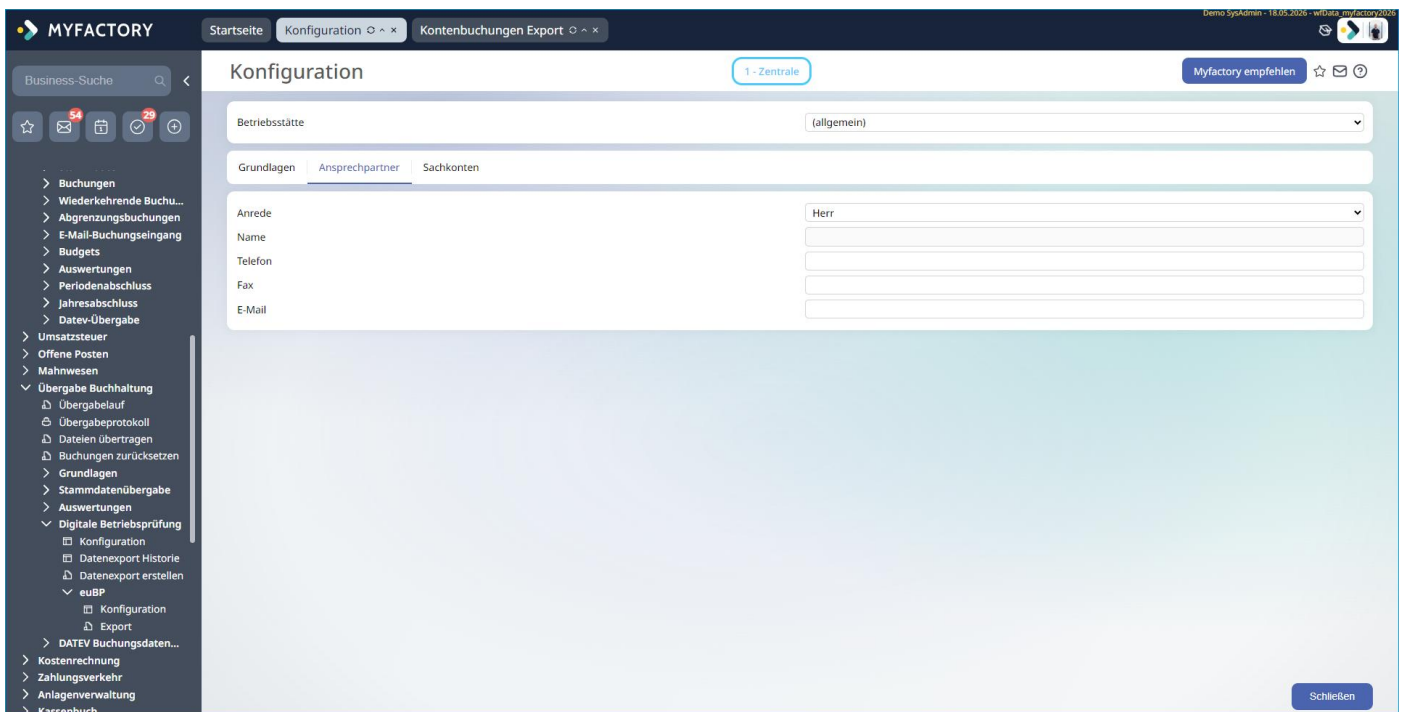 Demo SysAdmin - 18.05.2026 - wfData_myfactory2026
MYFACTORY
Startseite
Konfiguration
Kontenbuchungen Export
Business-Suche
54
29
1
Buchungen
Wiederkehrende Buchu...
Abgrenzungsbuchungen
E-Mail-Buchungseingang
Budgets
Auswertungen
Periodenabschluss
Jahresabschluss
Datev-Übergabe
Umsatzsteuer
Offene Posten
Mahnwesen
Übergabe Buchhaltung
Übergabelauf
Übergabeprotokoll
Dateien übertragen
Buchungen zurücksetzen
Grundlagen
Stammdatenübergabe
Auswertungen
Digitale Betriebsprüfung
Konfiguration
Datenexport Historie
Datenexport erstellen
euBP
Konfiguration
Export
DATEV Buchungsdaten...
Kostenrechnung
Zahlungsverkehr
Anlagenverwaltung
Kassenbuch
Konfiguration
1 - Zentrale
Myfactory empfehlen
Betriebsstätte
(allgemein)
Grundlagen
Ansprechpartner
Sachkonten
Anrede
Herr
Name
Telefon
Fax
E-Mail
Schließen